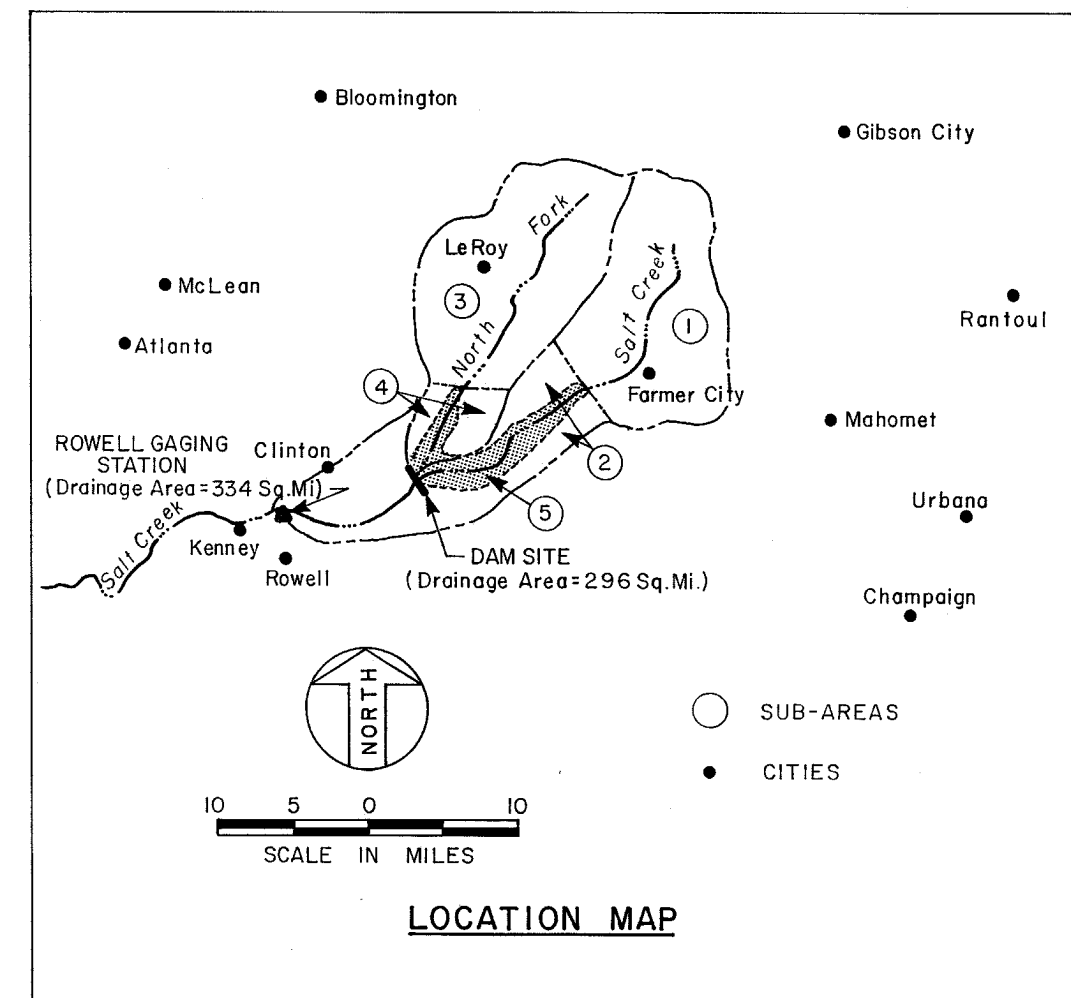 Bloomington
Gibson City
Fork
LeRoy
Salt Creek
McLean
3
Rantoul
1
North
Atlanta
4
Farmer City
Mahomet
ROWELL GAGING
STATION
(Drainage Area=334 Sq.Mi)
Clinton
2
Urbana
5
Salt Creek
Kenney
Rowell
DAM SITE
(Drainage Area=296 Sq.Mi.)
Champaign
NORTH
SUB-AREAS
CITIES
10 5 0 10
SCALE IN MILES
LOCATION MAP